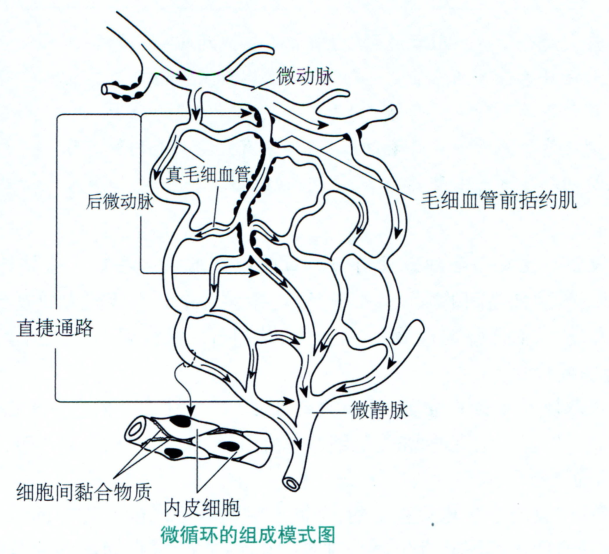 微动脉
真毛细血管
后微动脉
毛细血管前括约肌
直捷通路
微静脉
细胞间黏合物质
内皮细胞
微循环的组成模式图